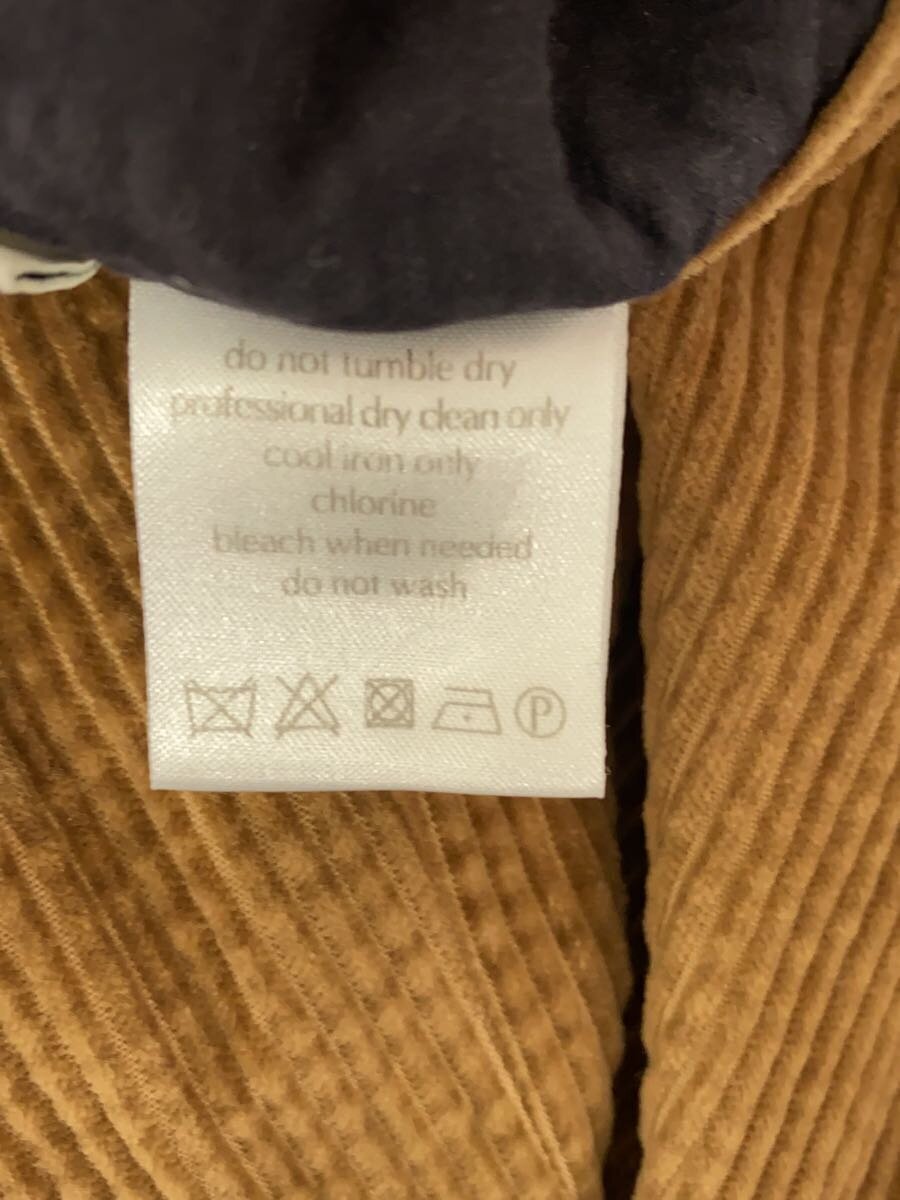 do not tumble dry
professional dry clean only
cool iron only
chlorine
bleach when needed
do not wash
P